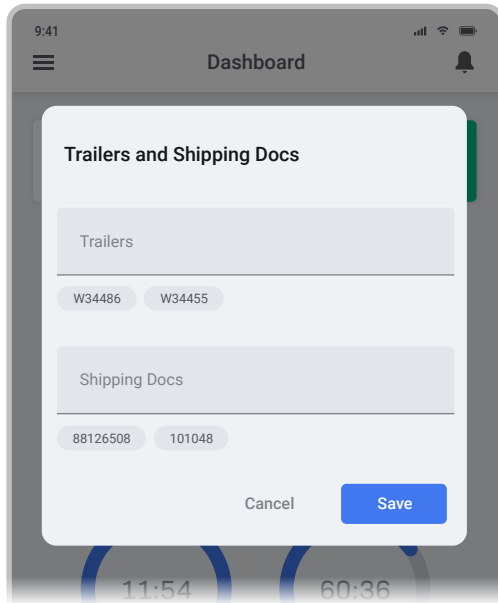 9:41
Dashboard
Trailers and Shipping Docs
Trailers
W34486 W34455
Shipping Docs
88126508 101048
Cancel Save
11:54 60:36